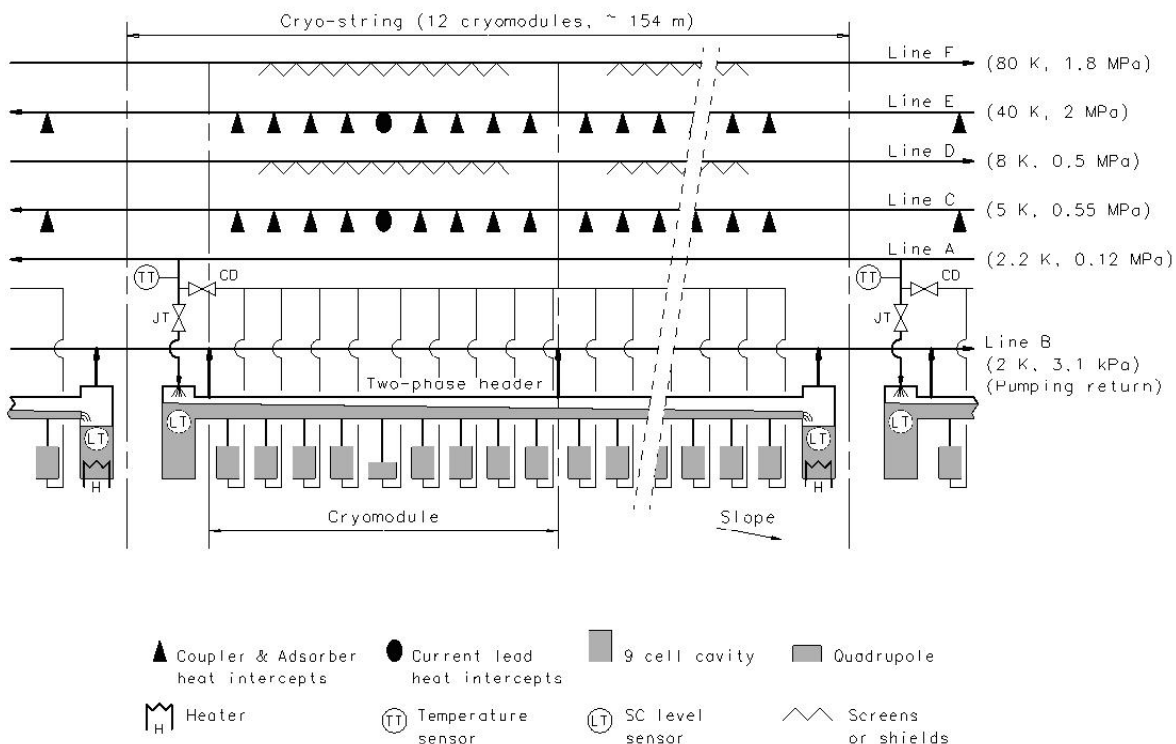 Cryo-string (12 cryomodules, ~ 154 m)
Line F
(80 K, 1.8 MPa)
Line E
(40 K, 2 MPa)
Line D
(8 K, 0.5 MPa)
Line C
(5 K, 0.55 MPa)
Line A
(2.2 K, 0.12 MPa)
TT
CD
TT
CD
JT
JT
Line B
(2 K, 3.1 kPa)
(Pumping return)
Two-phase header
LT
LT
LT
LT
H
H
Cryomodule
Slope
Coupler & Adsorber
heat intercepts
Current lead
heat intercepts
9 cell cavity
Quadrupole
H
Heater
TT
Temperature
sensor
LT
SC level
sensor
Screens
or shields